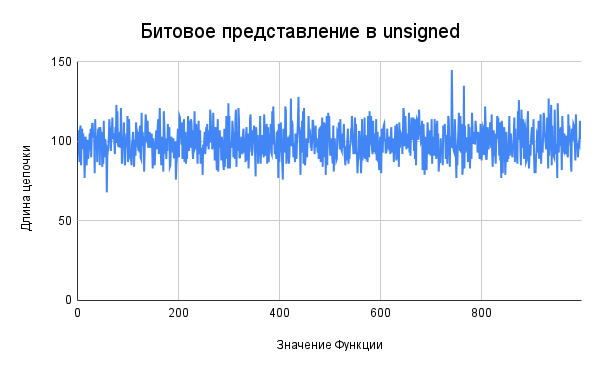 Битовое представление в unsigned
150
100
50
0
0 200 400 600 800
Длина цепочки
Значение Функции